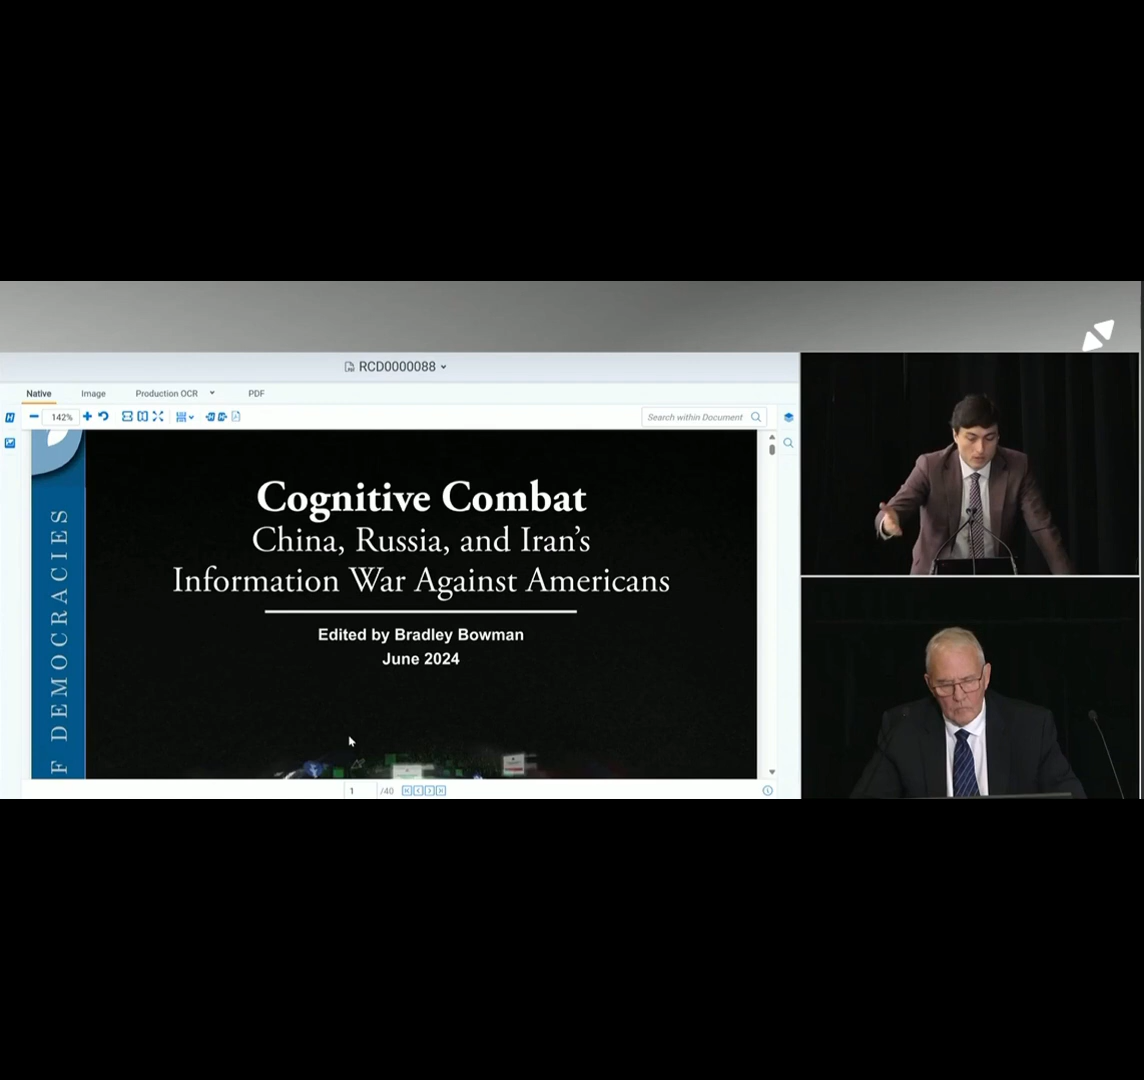 RCD0000088
Native
Image
Production OCR
PDF
142%
Search within Document
Cognitive Combat
China, Russia, and Iran's
Information War Against Americans
Edited by Bradley Bowman
June 2024
F DEMOCRACIES
1
/40